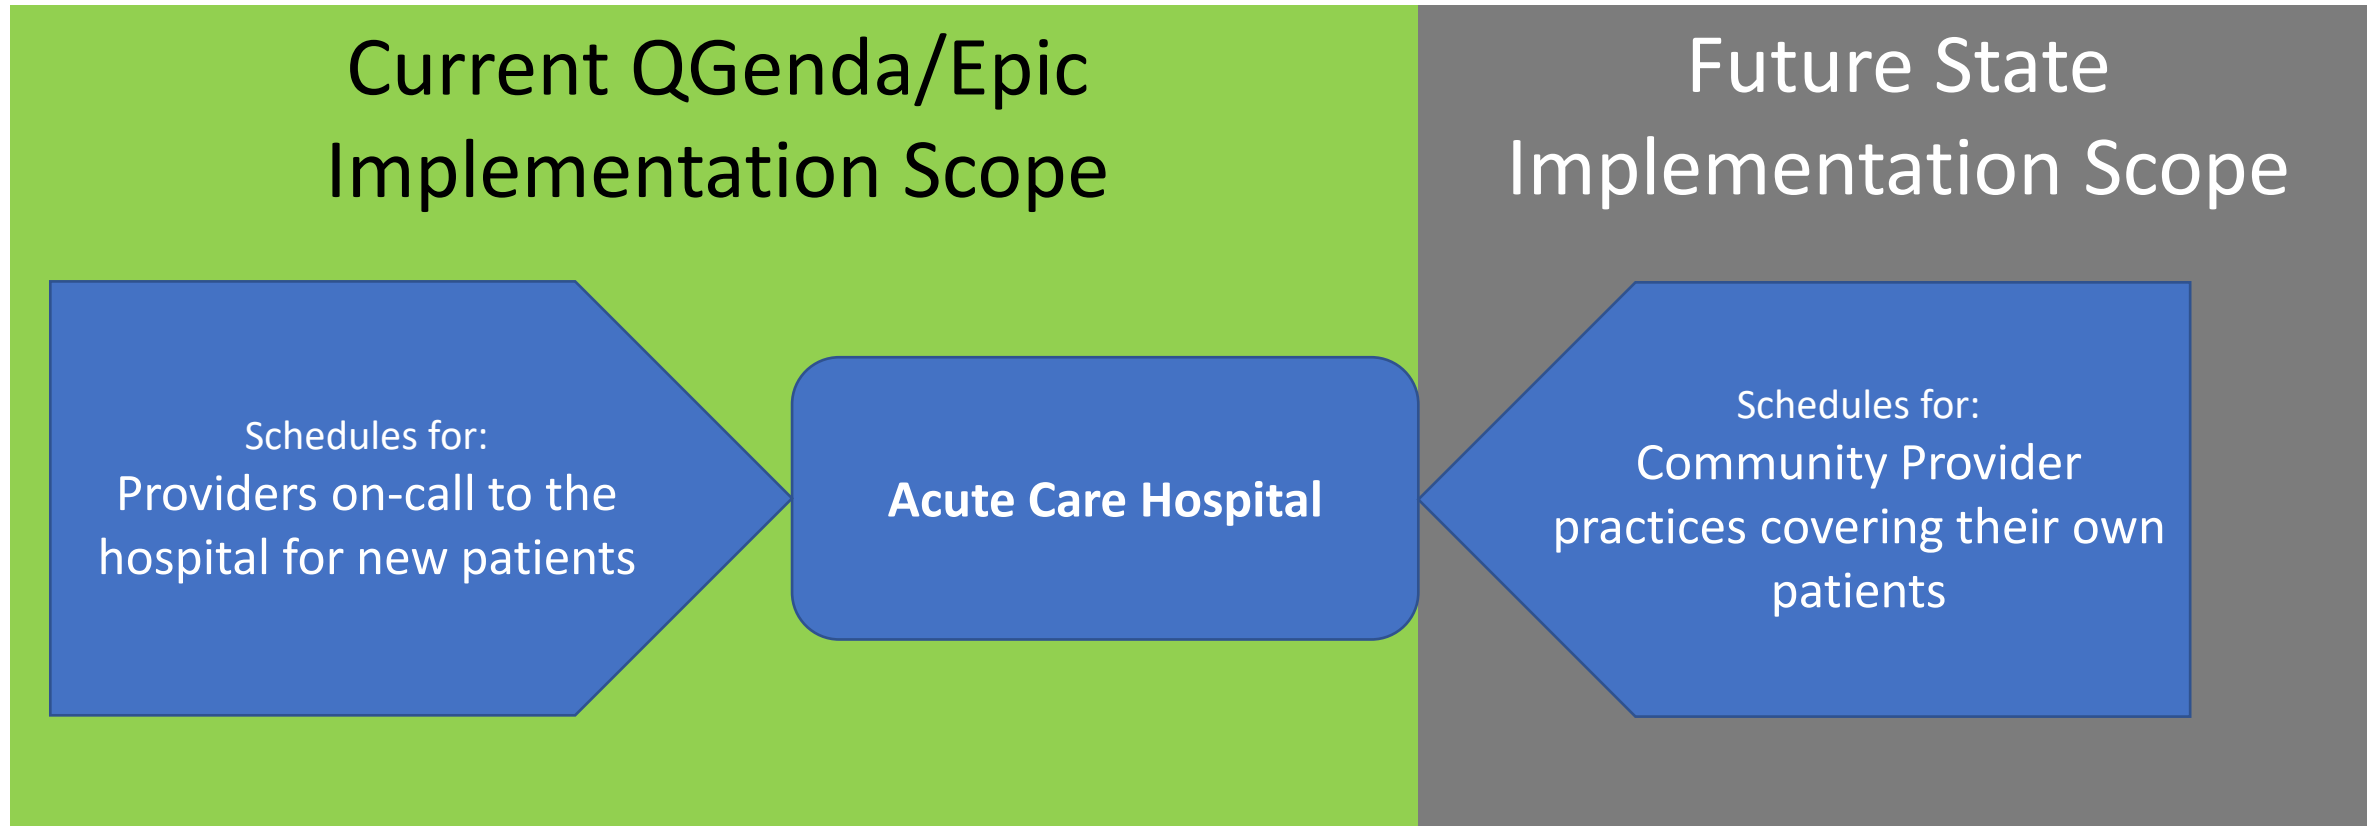 Current QGenda/Epic
Implementation Scope
Future State
Implementation Scope
Schedules for:
Providers on-call to the
hospital for new patients
Acute Care Hospital
Schedules for:
Community Provider
practices covering their own
patients